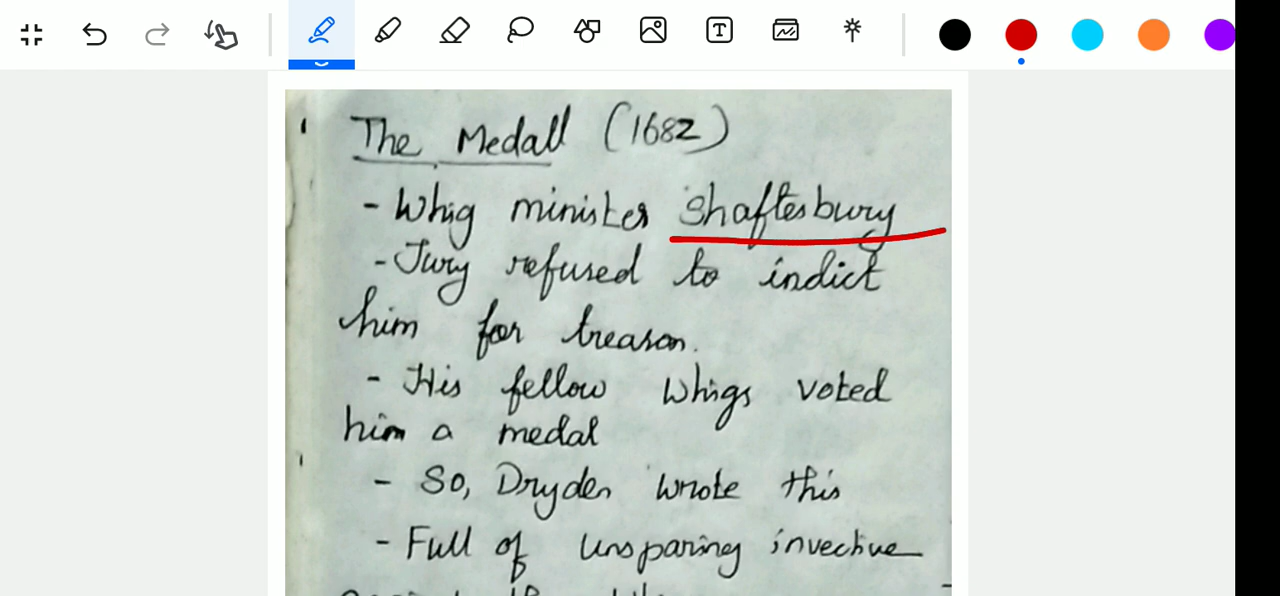 The Medall (1682)
- Whig minister Shaftesbury
- Jury refused to indict
him for treason.
- His fellow Whigs voted
him a medal
- So, Dryden wrote this
- Full of unsparing invective